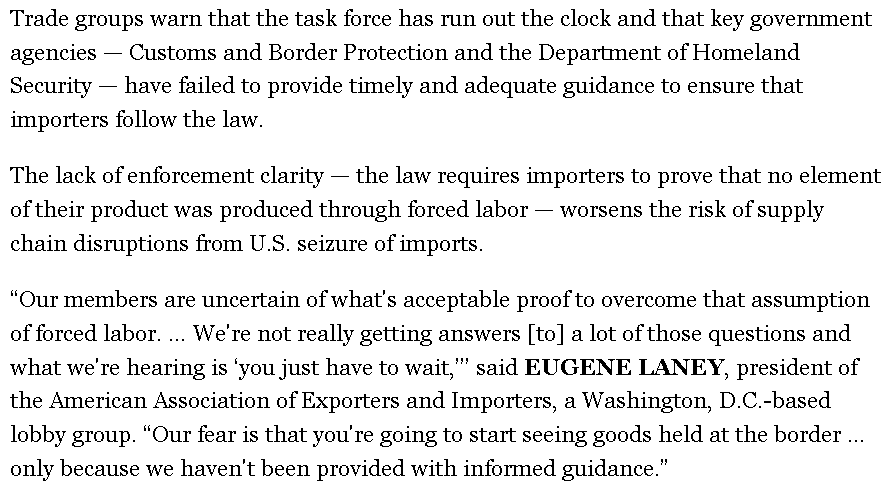 Trade groups warn that the task force has run out the clock and that key government
agencies — Customs and Border Protection and the Department of Homeland
Security — have failed to provide timely and adequate guidance to ensure that
importers follow the law.
The lack of enforcement clarity — the law requires importers to prove that no element
of their product was produced through forced labor — worsens the risk of supply
chain disruptions from U.S. seizure of imports.
“Our members are uncertain of what's acceptable proof to overcome that assumption
of forced labor. … We're not really getting answers [to] a lot of those questions and
what we're hearing is ‘you just have to wait,’” said EUGENE LANEY, president of
the American Association of Exporters and Importers, a Washington, D.C.-based
lobby group. “Our fear is that you're going to start seeing goods held at the border …
only because we haven't been provided with informed guidance.”